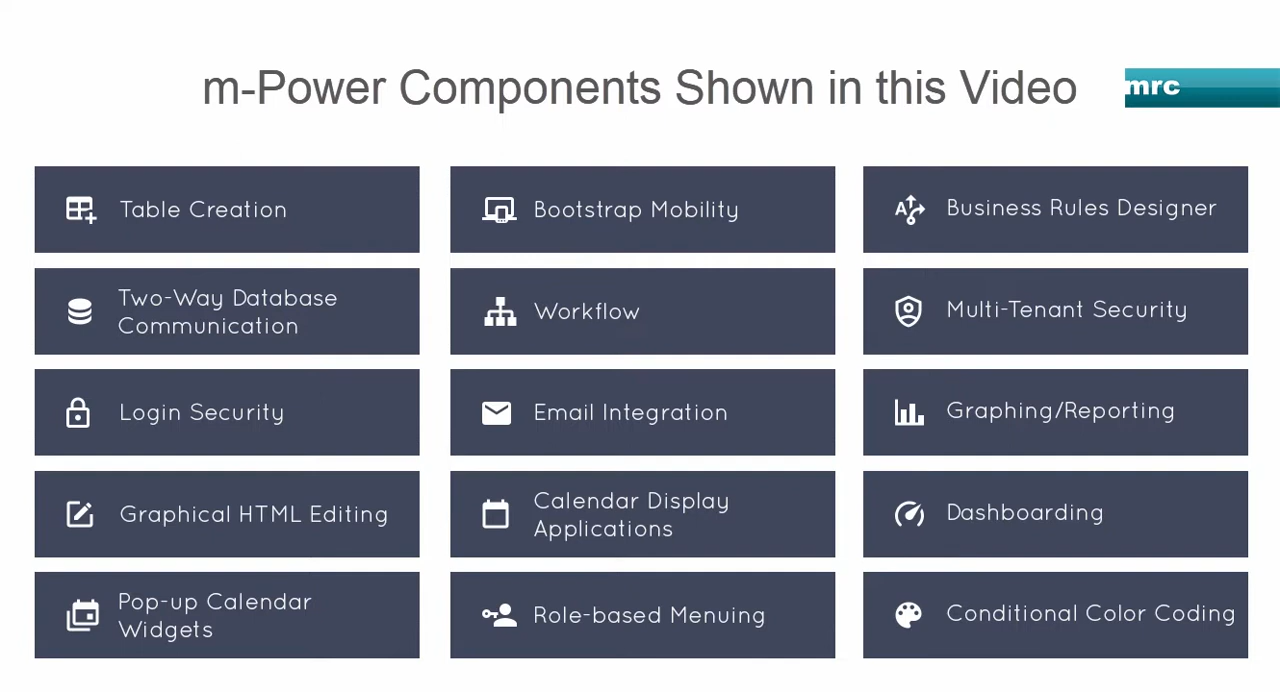 m-Power Components Shown in this Video
mrc
Table Creation
Bootstrap Mobility
Business Rules Designer
Two-Way Database
Communication
Workflow
Multi-Tenant Security
Login Security
Email Integration
Graphing/Reporting
Graphical HTML Editing
Calendar Display
Applications
Dashboarding
Pop-up Calendar
Widgets
Role-based Menuing
Conditional Color Coding